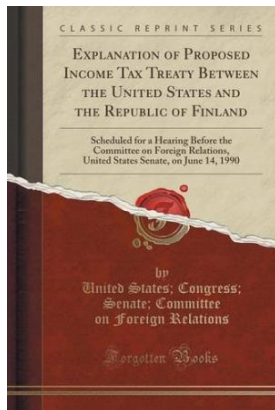 CLASSIC REPRINT SERIES
EXPLANATION OF PROPOSED
INCOME TAX TREATY BETWEEN
THE UNITED STATES AND
THE REPUBLIC OF FINLAND
Scheduled for a Hearing Before the
Committee on Foreign Relations,
United States Senate, on June 14, 1990
by
United States; Congress;
Senate; Committee
on Foreign Relations
Forgotten Books